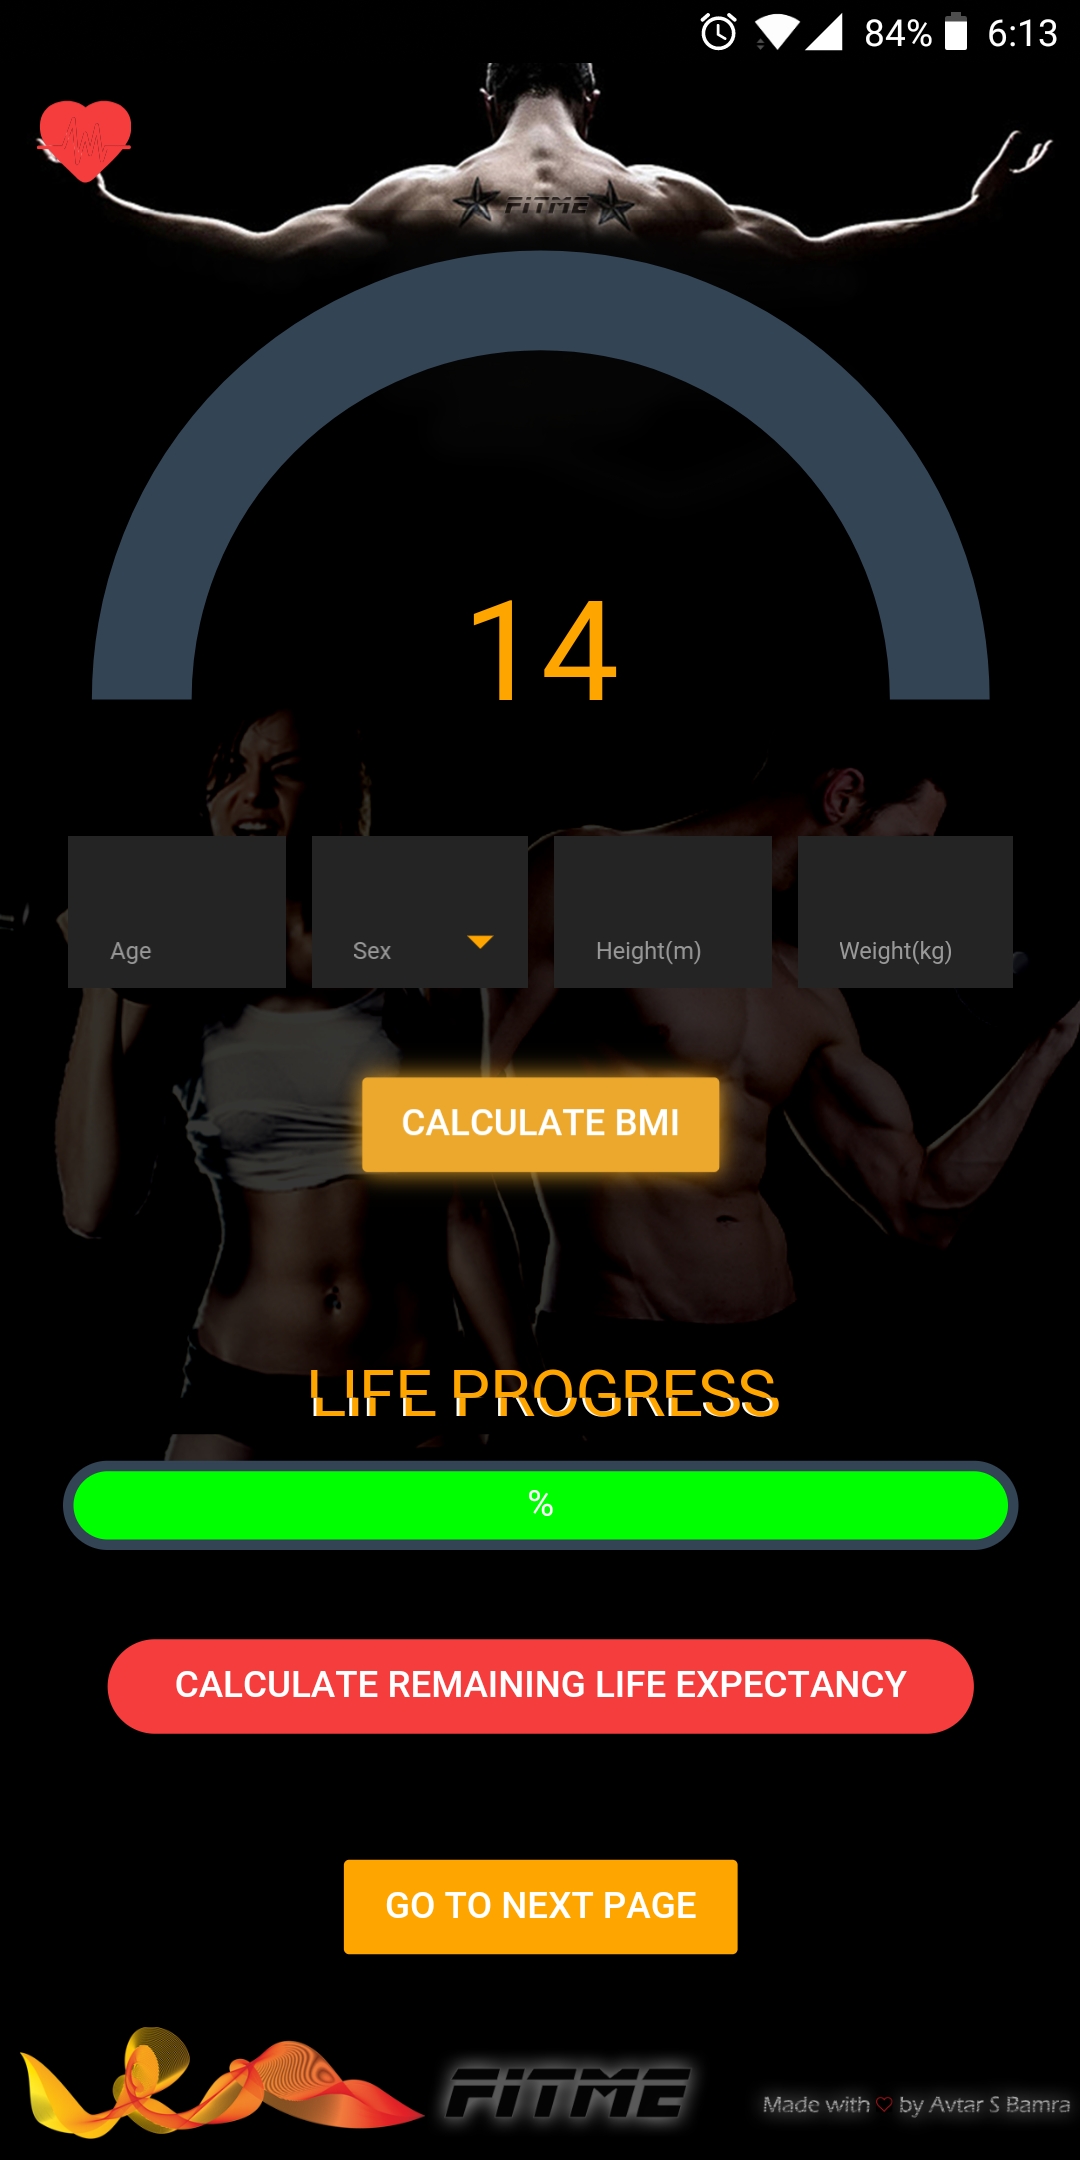 84% 6:13
FITME
14
Age Sex Height(m) Weight(kg)
CALCULATE BMI
LIFE PROGRESS
%
CALCULATE REMAINING LIFE EXPECTANCY
GO TO NEXT PAGE
FITME
Made with ♡ by Avtar S Bamra